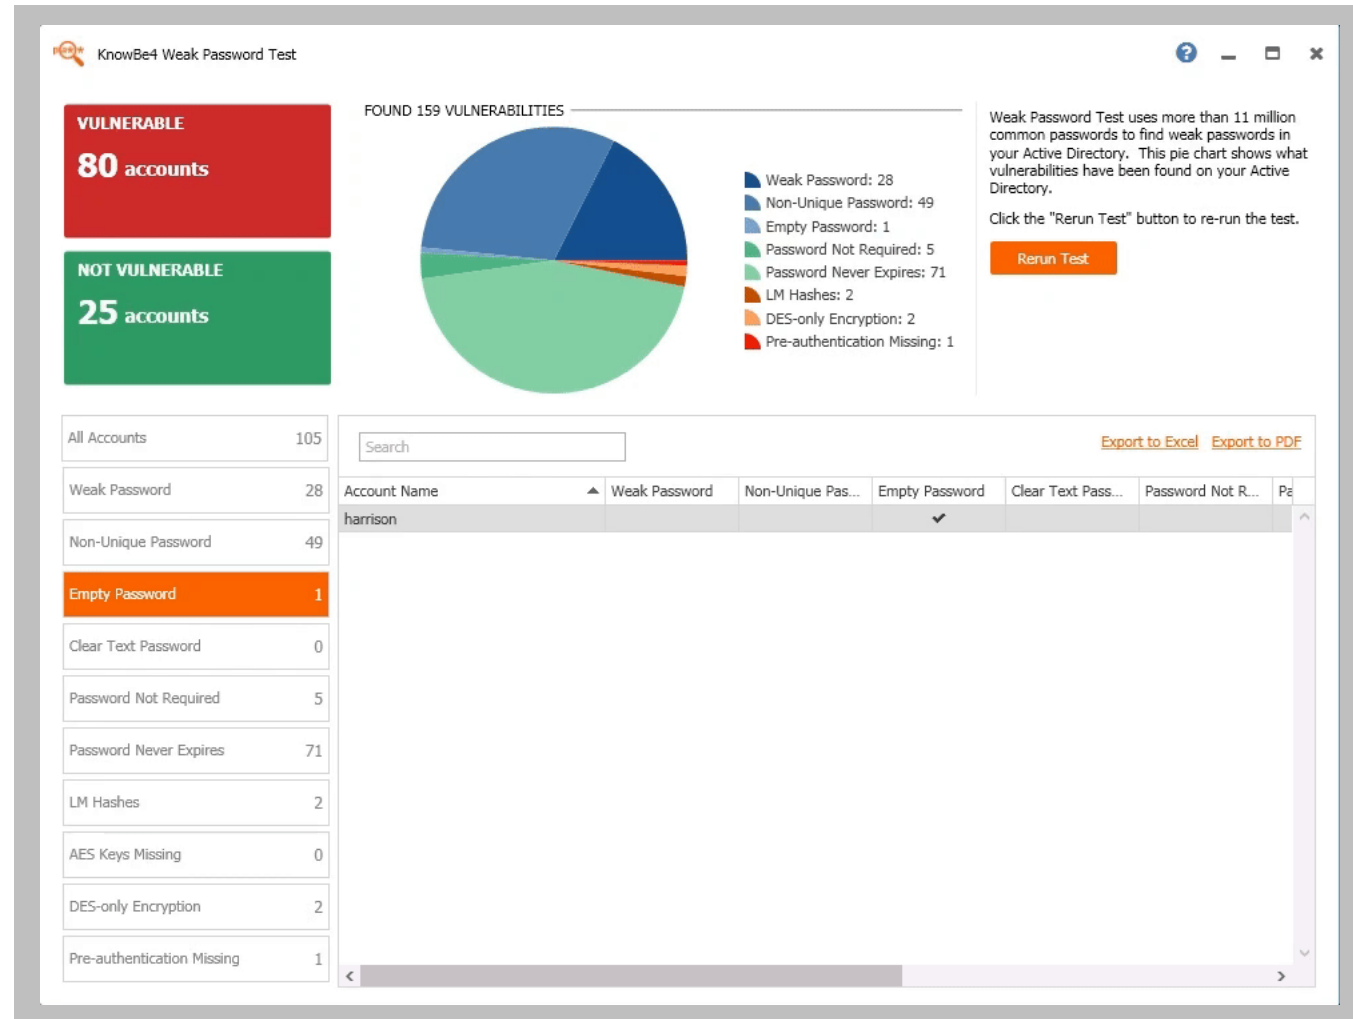 KnowBe4 Weak Password Test
VULNERABLE
80 accounts
NOT VULNERABLE
25 accounts
FOUND 159 VULNERABILITIES
Weak Password: 28
Non-Unique Password: 49
Empty Password: 1
Password Not Required: 5
Password Never Expires: 71
LM Hashes: 2
DES-only Encryption: 2
Pre-authentication Missing: 1
Weak Password Test uses more than 11 million
common passwords to find weak passwords in
your Active Directory. This pie chart shows what
vulnerabilities have been found on your Active
Directory.
Click the "Rerun Test" button to re-run the test.
Rerun Test
All Accounts 105
Weak Password 28
Non-Unique Password 49
Empty Password 1
Clear Text Password 0
Password Not Required 5
Password Never Expires 71
LM Hashes 2
AES Keys Missing 0
DES-only Encryption 2
Pre-authentication Missing 1
Search
Export to Excel Export to PDF
Account Name Weak Password Non-Unique Pas... Empty Password Clear Text Pass... Password Not R... Pa
harrison